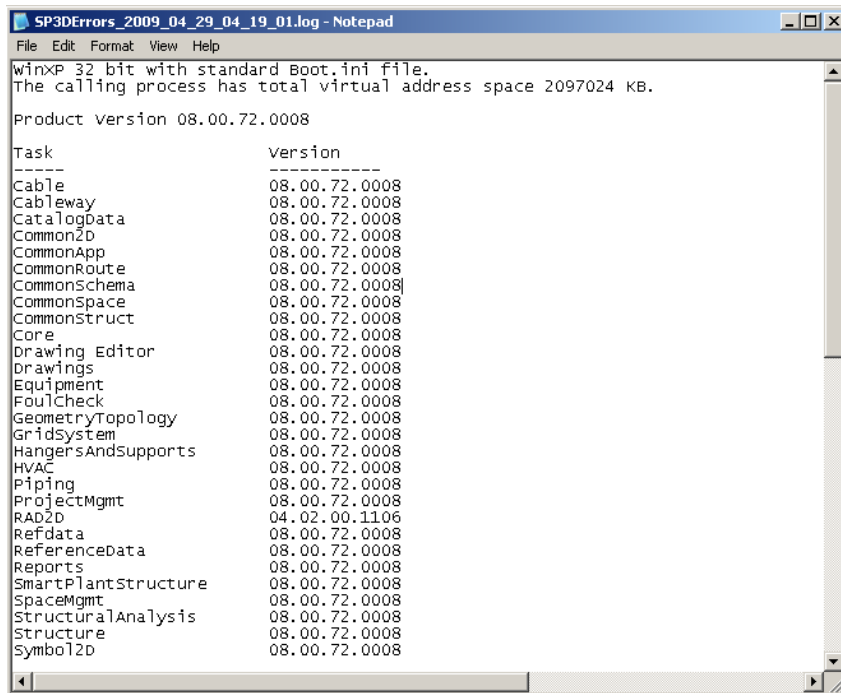 SP3DErrors_2009_04_29_04_19_01.log - Notepad
File Edit Format View Help
WinXP 32 bit with standard Boot.ini file.
The calling process has total virtual address space 2097024 KB.
Product Version 08.00.72.0008
Task Version
----- -----------
Cable 08.00.72.0008
Cableway 08.00.72.0008
CatalogData 08.00.72.0008
Common2D 08.00.72.0008
CommonApp 08.00.72.0008
CommonRoute 08.00.72.0008
CommonSchema 08.00.72.0008
CommonSpace 08.00.72.0008
CommonStruct 08.00.72.0008
Core 08.00.72.0008
Drawing Editor 08.00.72.0008
Drawings 08.00.72.0008
Equipment 08.00.72.0008
FoulCheck 08.00.72.0008
GeometryTopology 08.00.72.0008
GridSystem 08.00.72.0008
HangersAndSupports 08.00.72.0008
HVAC 08.00.72.0008
Piping 08.00.72.0008
ProjectMgmt 08.00.72.0008
RAD2D 04.02.00.1106
Refdata 08.00.72.0008
ReferenceData 08.00.72.0008
Reports 08.00.72.0008
SmartPlantStructure 08.00.72.0008
SpaceMgmt 08.00.72.0008
StructuralAnalysis 08.00.72.0008
Structure 08.00.72.0008
Symbol2D 08.00.72.0008